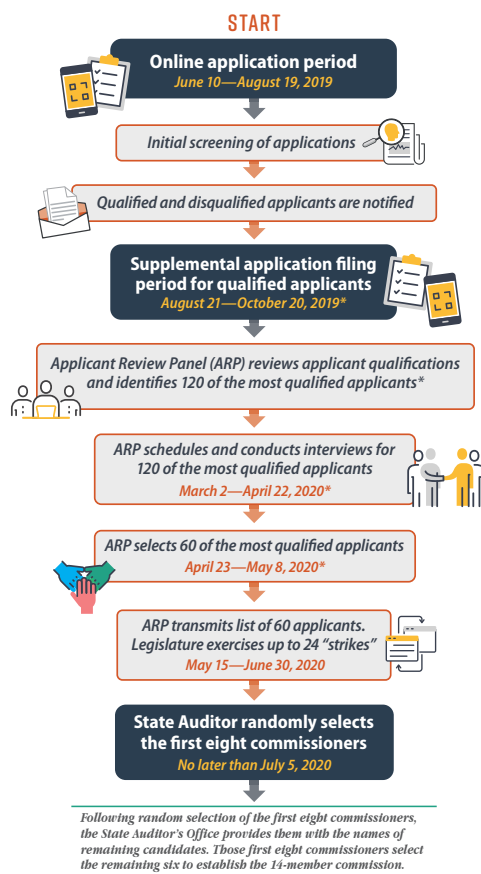 START
Online application period
June 10—August 19, 2019
Initial screening of applications
Qualified and disqualified applicants are notified
Supplemental application filing
period for qualified applicants
August 21—October 20, 2019*
Applicant Review Panel (ARP) reviews applicant qualifications
and identifies 120 of the most qualified applicants*
ARP schedules and conducts interviews for
120 of the most qualified applicants
March 2—April 22, 2020*
ARP selects 60 of the most qualified applicants
April 23—May 8, 2020*
ARP transmits list of 60 applicants.
Legislature exercises up to 24 “strikes”
May 15—June 30, 2020
State Auditor randomly selects
the first eight commissioners
No later than July 5, 2020
Following random selection of the first eight commissioners,
the State Auditor’s Office provides them with the names of
remaining candidates. Those first eight commissioners select
the remaining six to establish the 14-member commission.